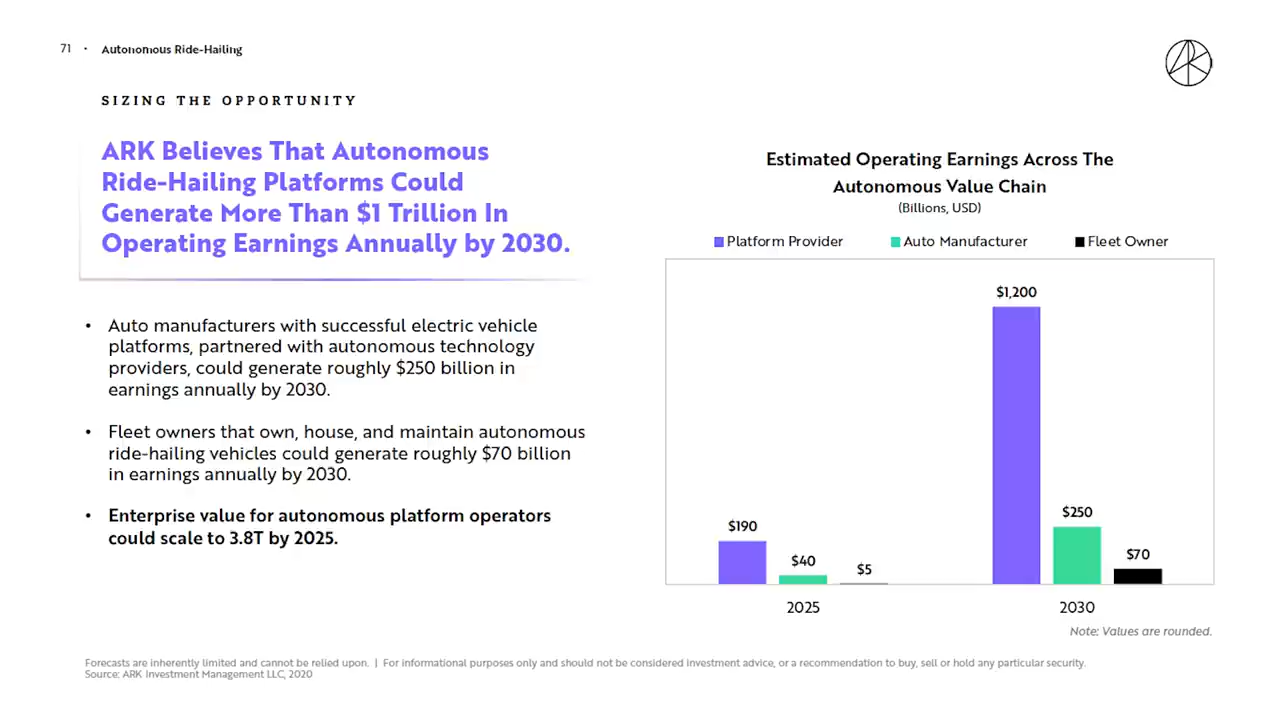 71 • Autonomous Ride-Hailing
SIZING THE OPPORTUNITY
ARK Believes That Autonomous
Ride-Hailing Platforms Could
Generate More Than $1 Trillion In
Operating Earnings Annually by 2030.
• Auto manufacturers with successful electric vehicle
platforms, partnered with autonomous technology
providers, could generate roughly $250 billion in
earnings annually by 2030.
• Fleet owners that own, house, and maintain autonomous
ride-hailing vehicles could generate roughly $70 billion
in earnings annually by 2030.
• Enterprise value for autonomous platform operators
could scale to 3.8T by 2025.
Estimated Operating Earnings Across The
Autonomous Value Chain
(Billions, USD)
Platform Provider Auto Manufacturer Fleet Owner
$190
$40
$5
$1,200
$250
$70
2025 2030
Note: Values are rounded.
Forecasts are inherently limited and cannot be relied upon. | For informational purposes only and should not be considered investment advice, or a recommendation to buy, sell or hold any particular security.
Source: ARK Investment Management LLC, 2020